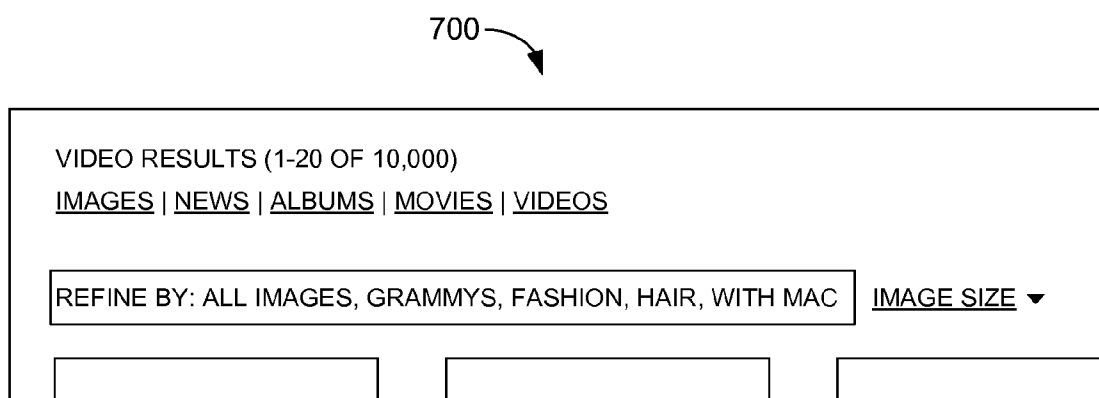 700
VIDEO RESULTS (1-20 OF 10,000)
IMAGES | NEWS | ALBUMS | MOVIES | VIDEOS
REFINE BY: ALL IMAGES, GRAMMYS, FASHION, HAIR, WITH MAC IMAGE SIZE